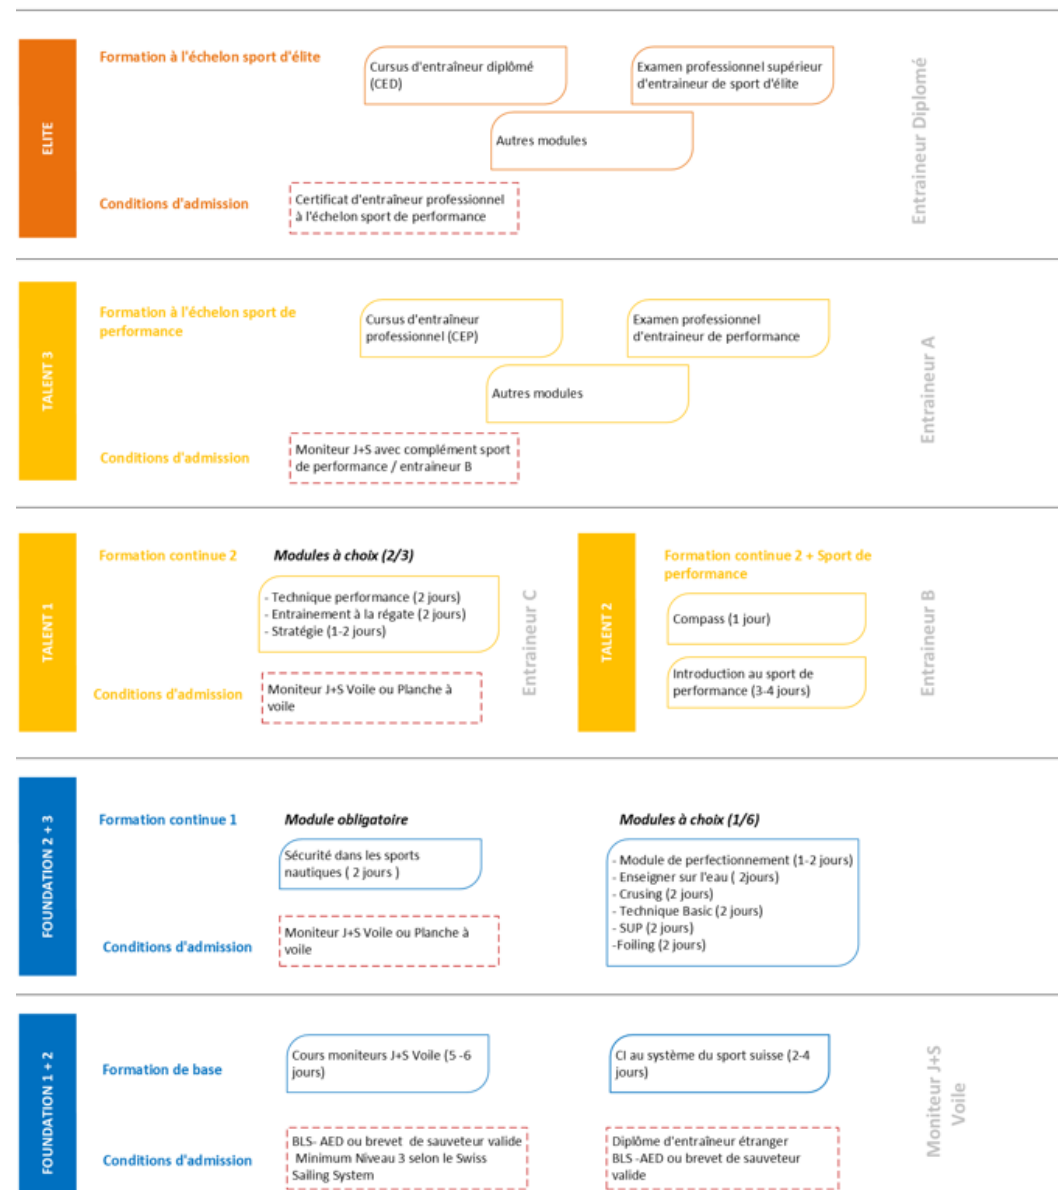 ELITE
Formation à l'échelon sport d'élite
Cursus d'entraîneur diplômé
(CED)
Examen professionnel supérieur
d'entraineur de sport d'élite
Autres modules
Conditions d'admission
Certificat d'entraîneur professionnel
à l'échelon sport de performance
Entraineur Diplomé
TALENT 3
Formation à l'échelon sport de
performance
Cursus d'entraîneur
professionnel (CEP)
Examen professionnel
d'entraineur de performance
Autres modules
Conditions d'admission
Moniteur J+S avec complément sport
de performance / entraineur B
Entraineur A
TALENT 1
Formation continue 2
Modules à choix (2/3)
- Technique performance (2 jours)
- Entrainement à la régate (2 jours)
- Stratégie (1-2 jours)
Conditions d'admission
Moniteur J+S Voile ou Planche à
voile
Entraineur C
TALENT 2
Formation continue 2 + Sport de
performance
Compass (1 jour)
Introduction au sport de
performance (3-4 jours)
Entraineur B
FOUNDATION 2 + 3
Formation continue 1
Module obligatoire
Sécurité dans les sports
nautiques ( 2 jours )
Modules à choix (1/6)
- Module de perfectionnement (1-2 jours)
- Enseigner sur l'eau ( 2jours)
- Crusing (2 jours)
- Technique Basic (2 jours)
- SUP (2 jours)
-Foiling (2 jours)
Conditions d'admission
Moniteur J+S Voile ou Planche à
voile
FOUNDATION 1 + 2
Formation de base
Cours moniteurs J+S Voile (5 -6
jours)
CI au système du sport suisse (2-4
jours)
Conditions d'admission
BLS- AED ou brevet de sauveteur valide
Minimum Niveau 3 selon le Swiss
Sailing System
Diplôme d'entraîneur étranger
BLS -AED ou brevet de sauveteur
valide
Moniteur J+S
Voile